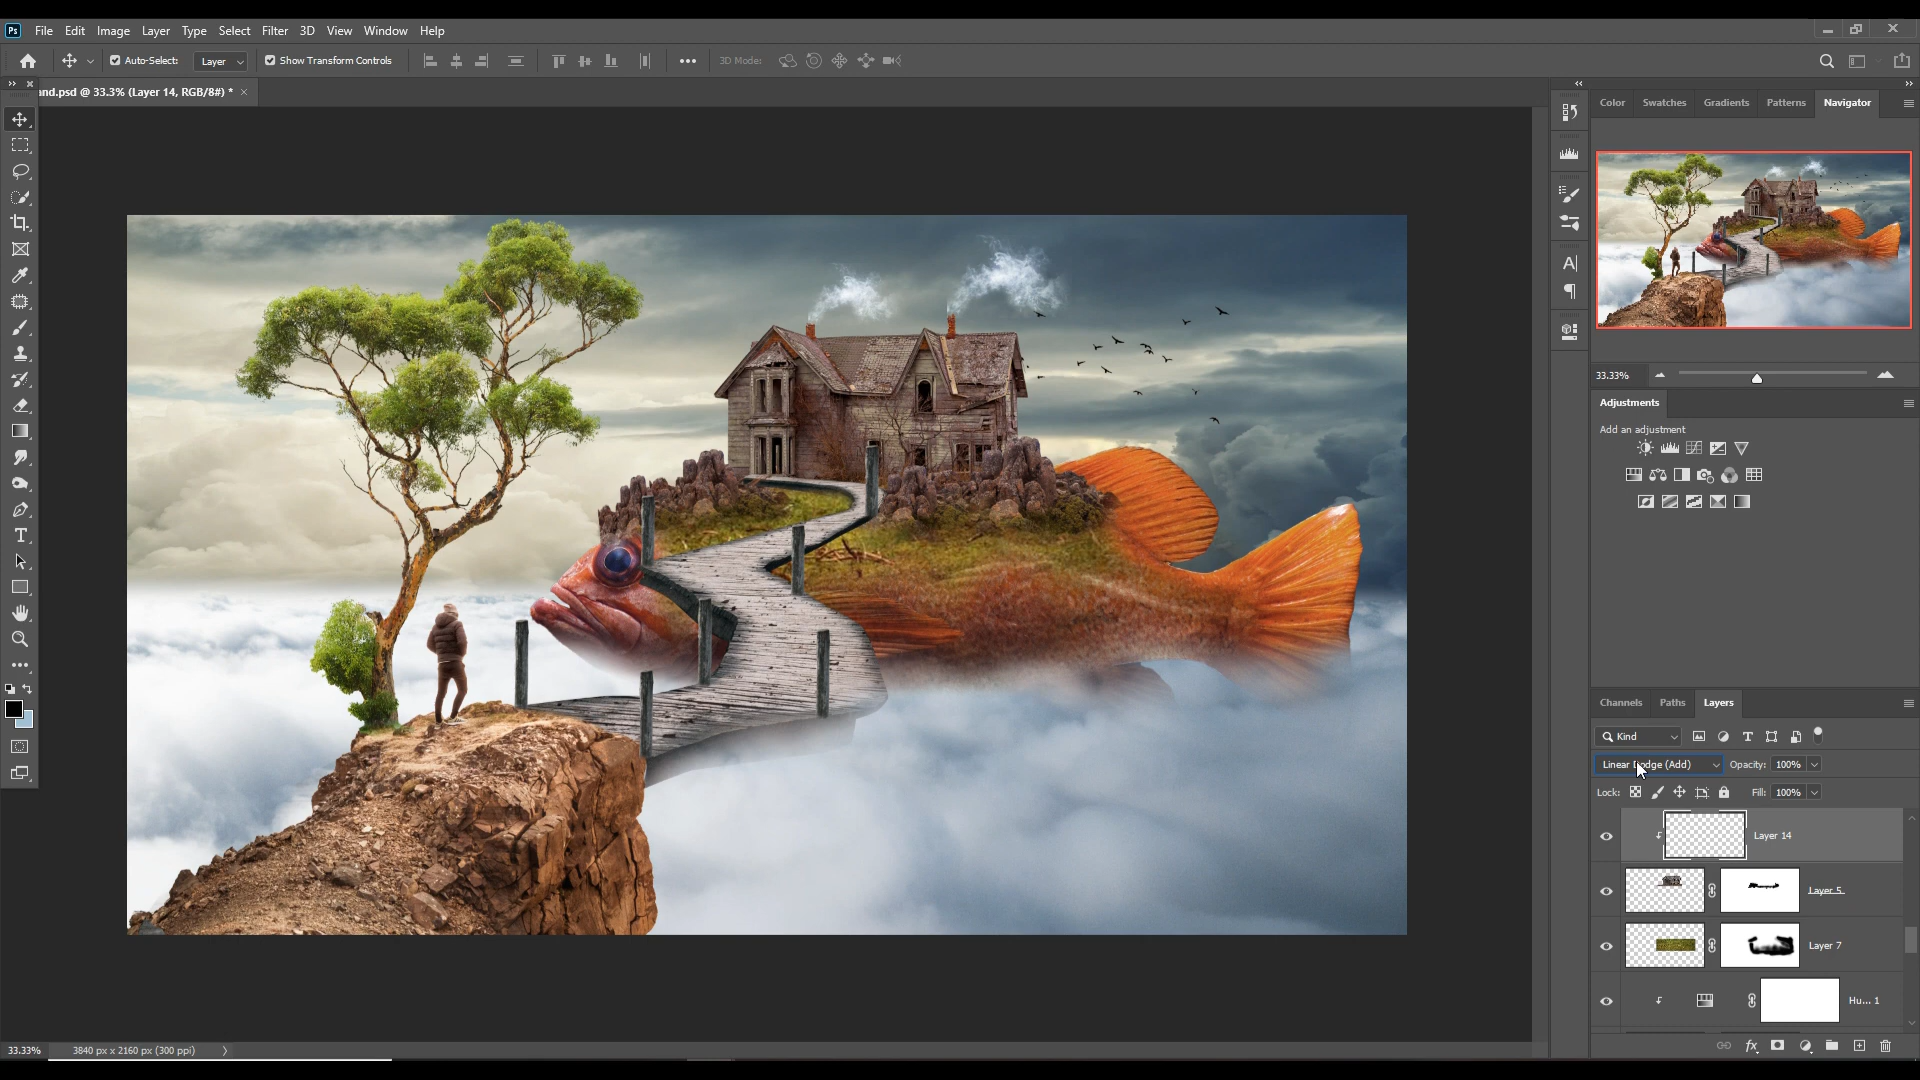 Ps File Edit Image Layer Type Select Filter 3D View Window Help
Auto-Select: Layer Show Transform Controls 3D Mode:
and.psd @ 33.3% (Layer 14, RGB/8#) *
Color Swatches Gradients Patterns Navigator
33.33%
Adjustments
Add an adjustment
Channels Paths Layers
Kind
Linear Dodge (Add) Opacity: 100%
Lock: Fill: 100%
Layer 14
Layer 5
Layer 7
Hu... 1
33.33% 3840 px x 2160 px (300 ppi)